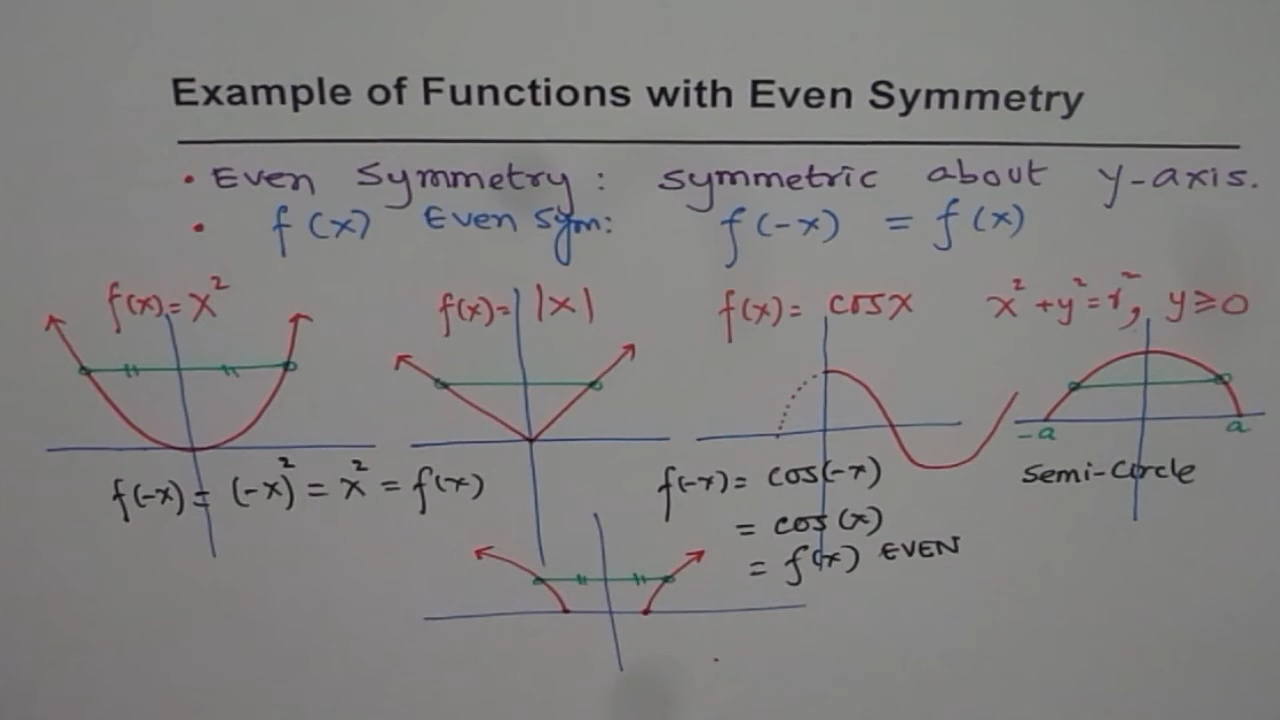 Example of Functions with Even Symmetry
• Even Symmetry: symmetric about y-axis.
• f(x) Even Sym: f(-x) = f(x)
f(x)= x²
f(x)= |x|
f(x)= cosx
x²+y²=r², y≥0
-a
a
f(-x)= (-x)² = x² = f(x)
f(-x)= cos(-x)
= cos(x)
= f(x) EVEN
Semi-Circle